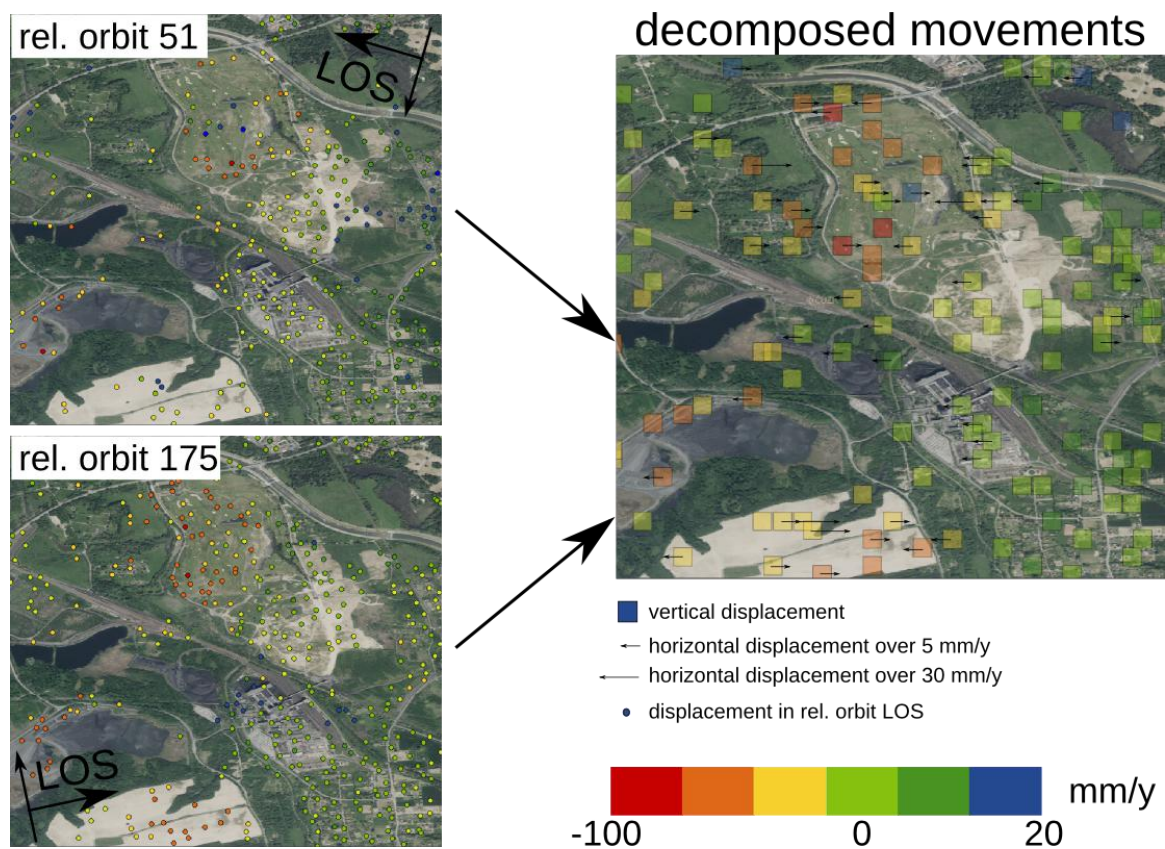 rel. orbit 51
LOS
decomposed movements
rel. orbit 175
LOS
vertical displacement
horizontal displacement over 5 mm/y
horizontal displacement over 30 mm/y
displacement in rel. orbit LOS
mm/y
-100 0 20